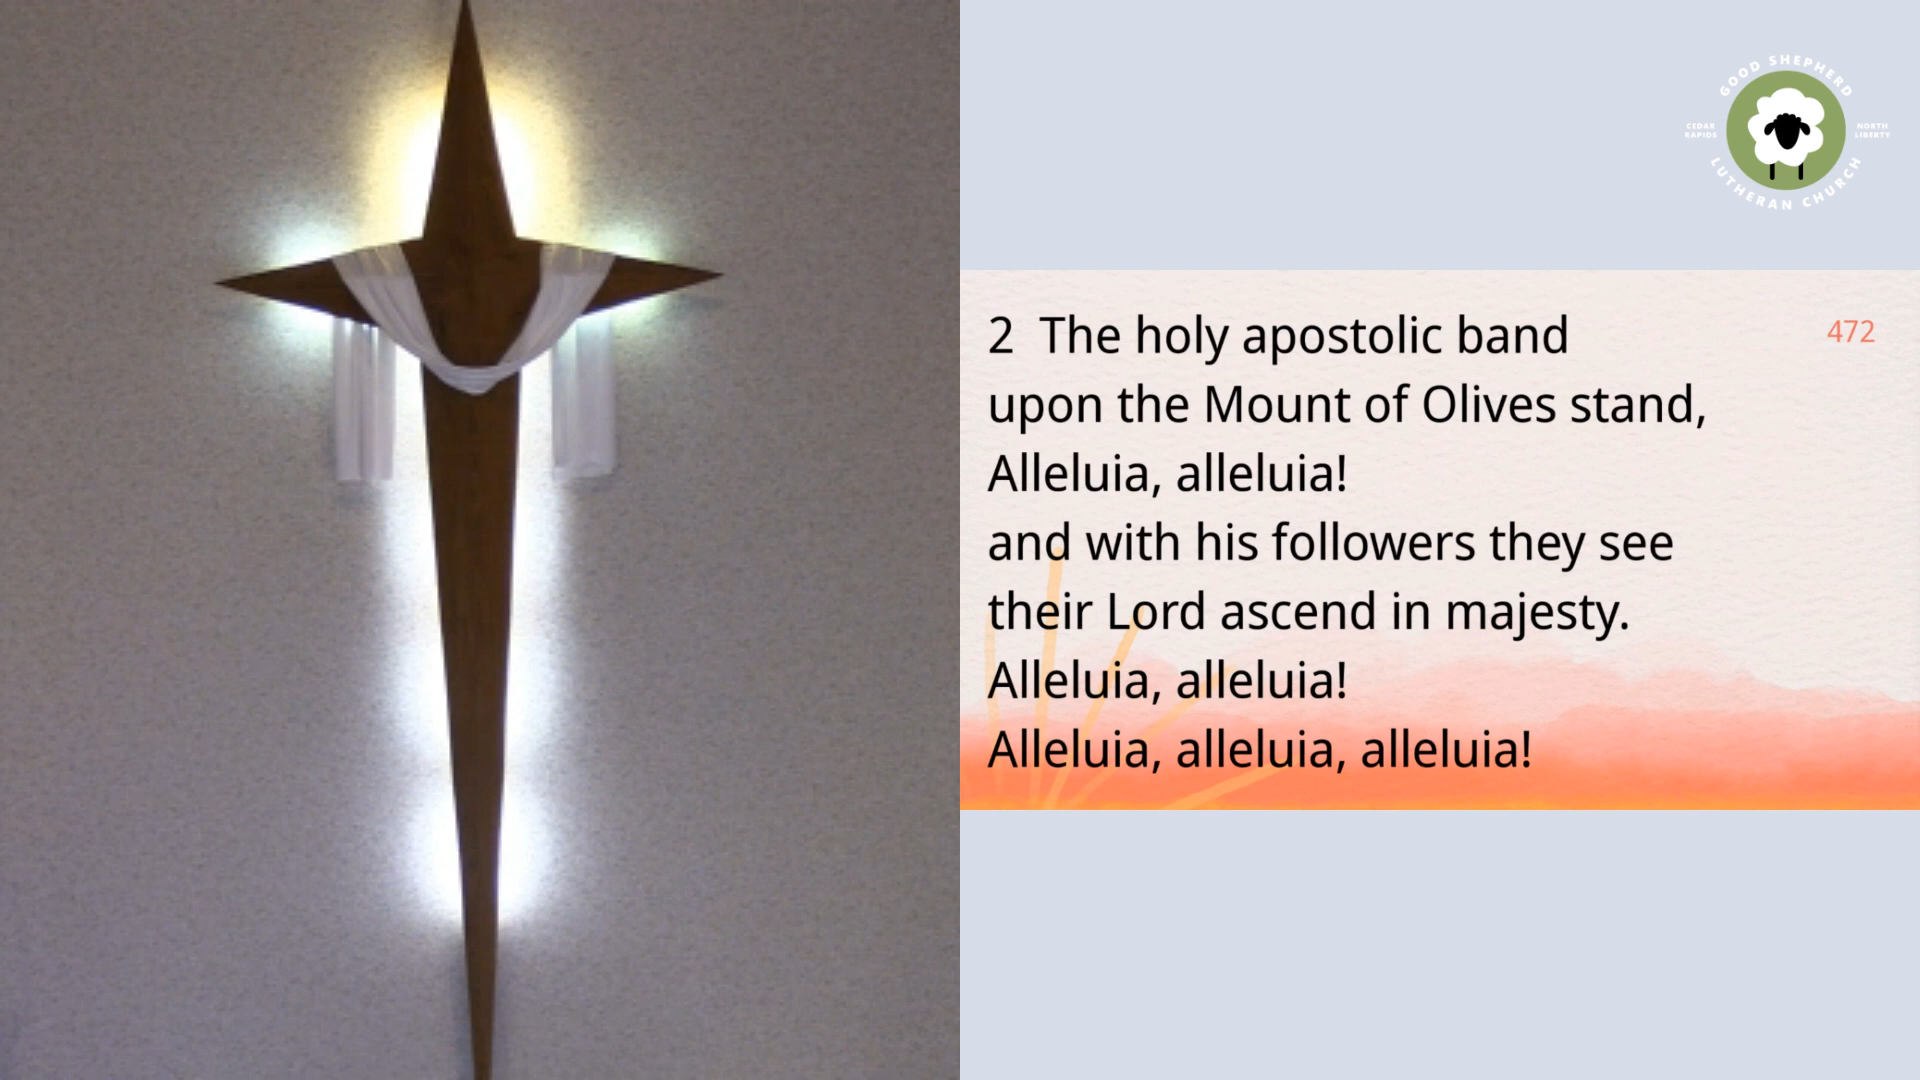 GOOD SHEPHERD
CEDAR RAPIDS
NORTH LIBERTY
LUTHERAN CHURCH
2 The holy apostolic band
472
upon the Mount of Olives stand,
Alleluia, alleluia!
and with his followers they see
their Lord ascend in majesty.
Alleluia, alleluia!
Alleluia, alleluia, alleluia!